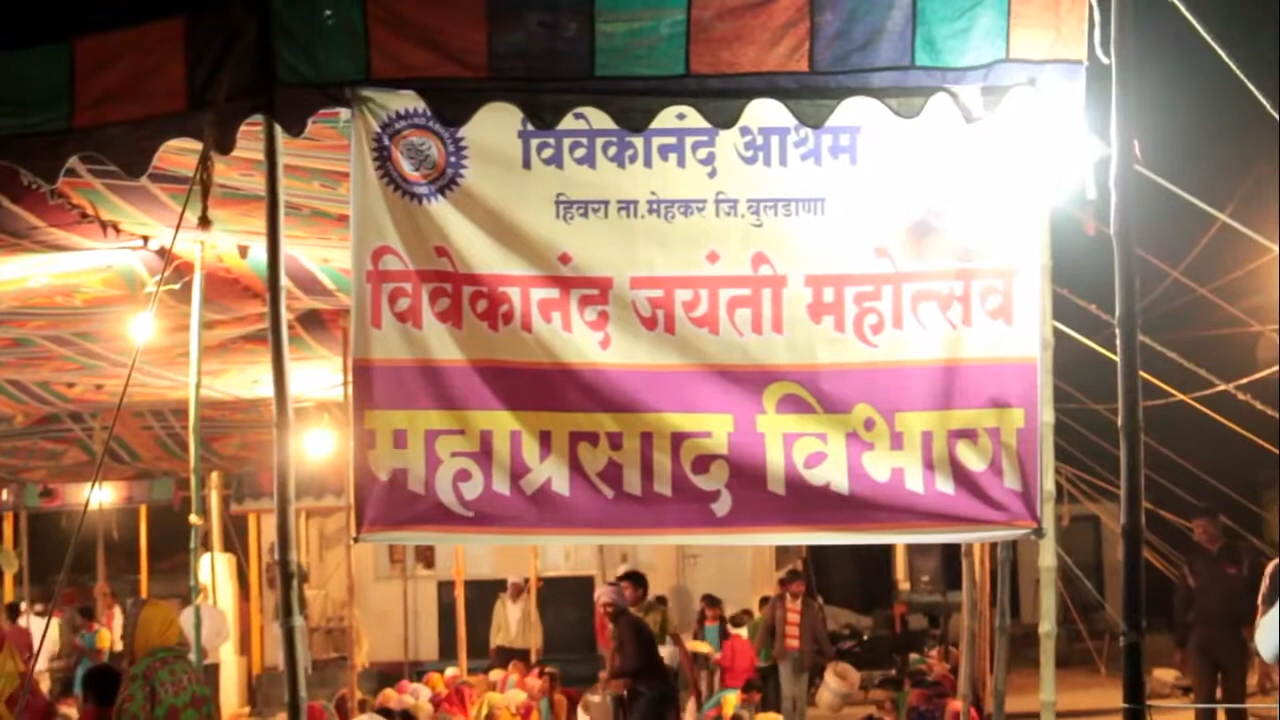 विवेकानंद आश्रम
हिवरा ता.मेहकर जि.बुलडाणा
विवेकानंद जयंती महोत्सव
महाप्रसाद विभाग